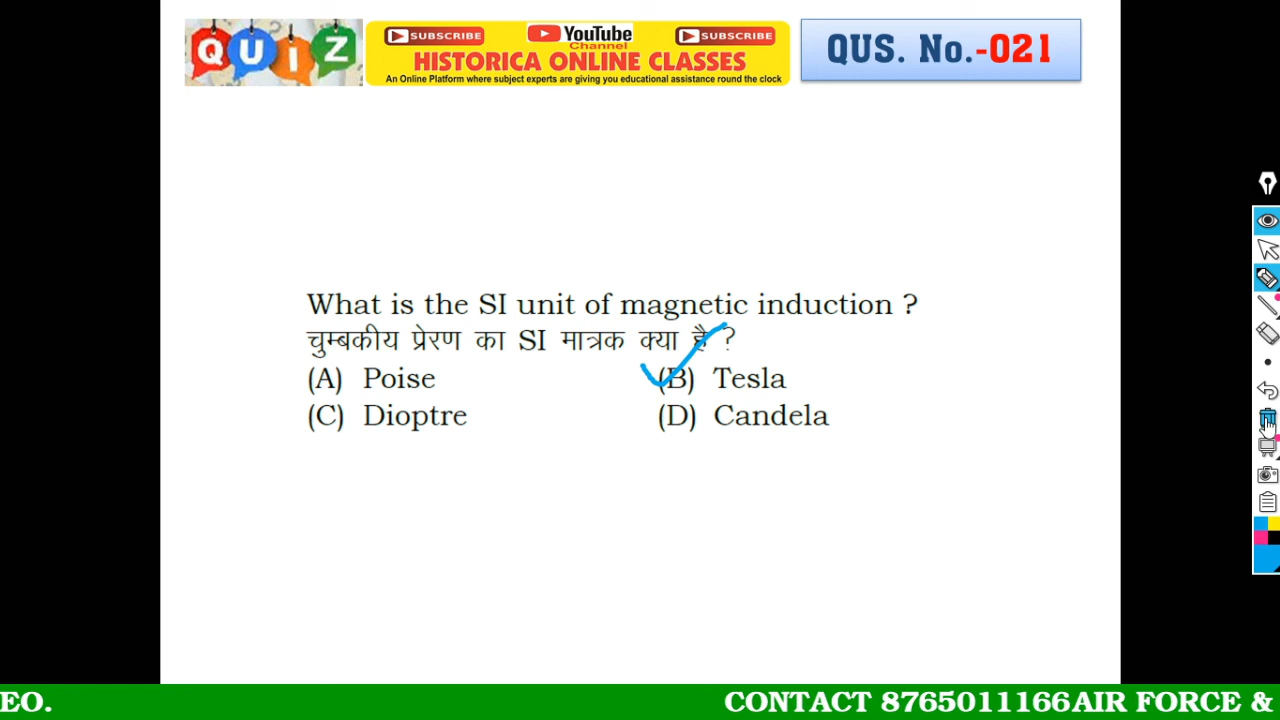 QUIZ
SUBSCRIBE
YouTube
Channel
SUBSCRIBE
HISTORICA ONLINE CLASSES
An Online Platform where subject experts are giving you educational assistance round the clock
QUS. No.-021
What is the SI unit of magnetic induction ?
चुम्बकीय प्रेरण का SI मात्रक क्या है ?
(A) Poise
(B) Tesla
(C) Dioptre
(D) Candela
EO.
CONTACT 8765011166AIR FORCE &